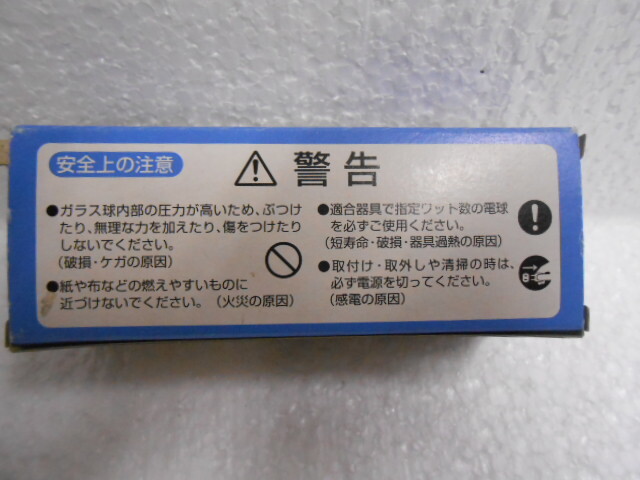 安全上の注意
警告
●ガラス球内部の圧力が高いため、ぶつけ
たり、無理な力を加えたり、傷をつけたり
しないでください。
(破損・ケガの原因)
●紙や布などの燃えやすいものに
近づけないでください。(火災の原因)
●適合器具で指定ワット数の電球
を必ずご使用ください。
(短寿命・破損・器具過熱の原因)
●取付け・取外しや清掃の時は、
必ず電源を切ってください。
(感電の原因)